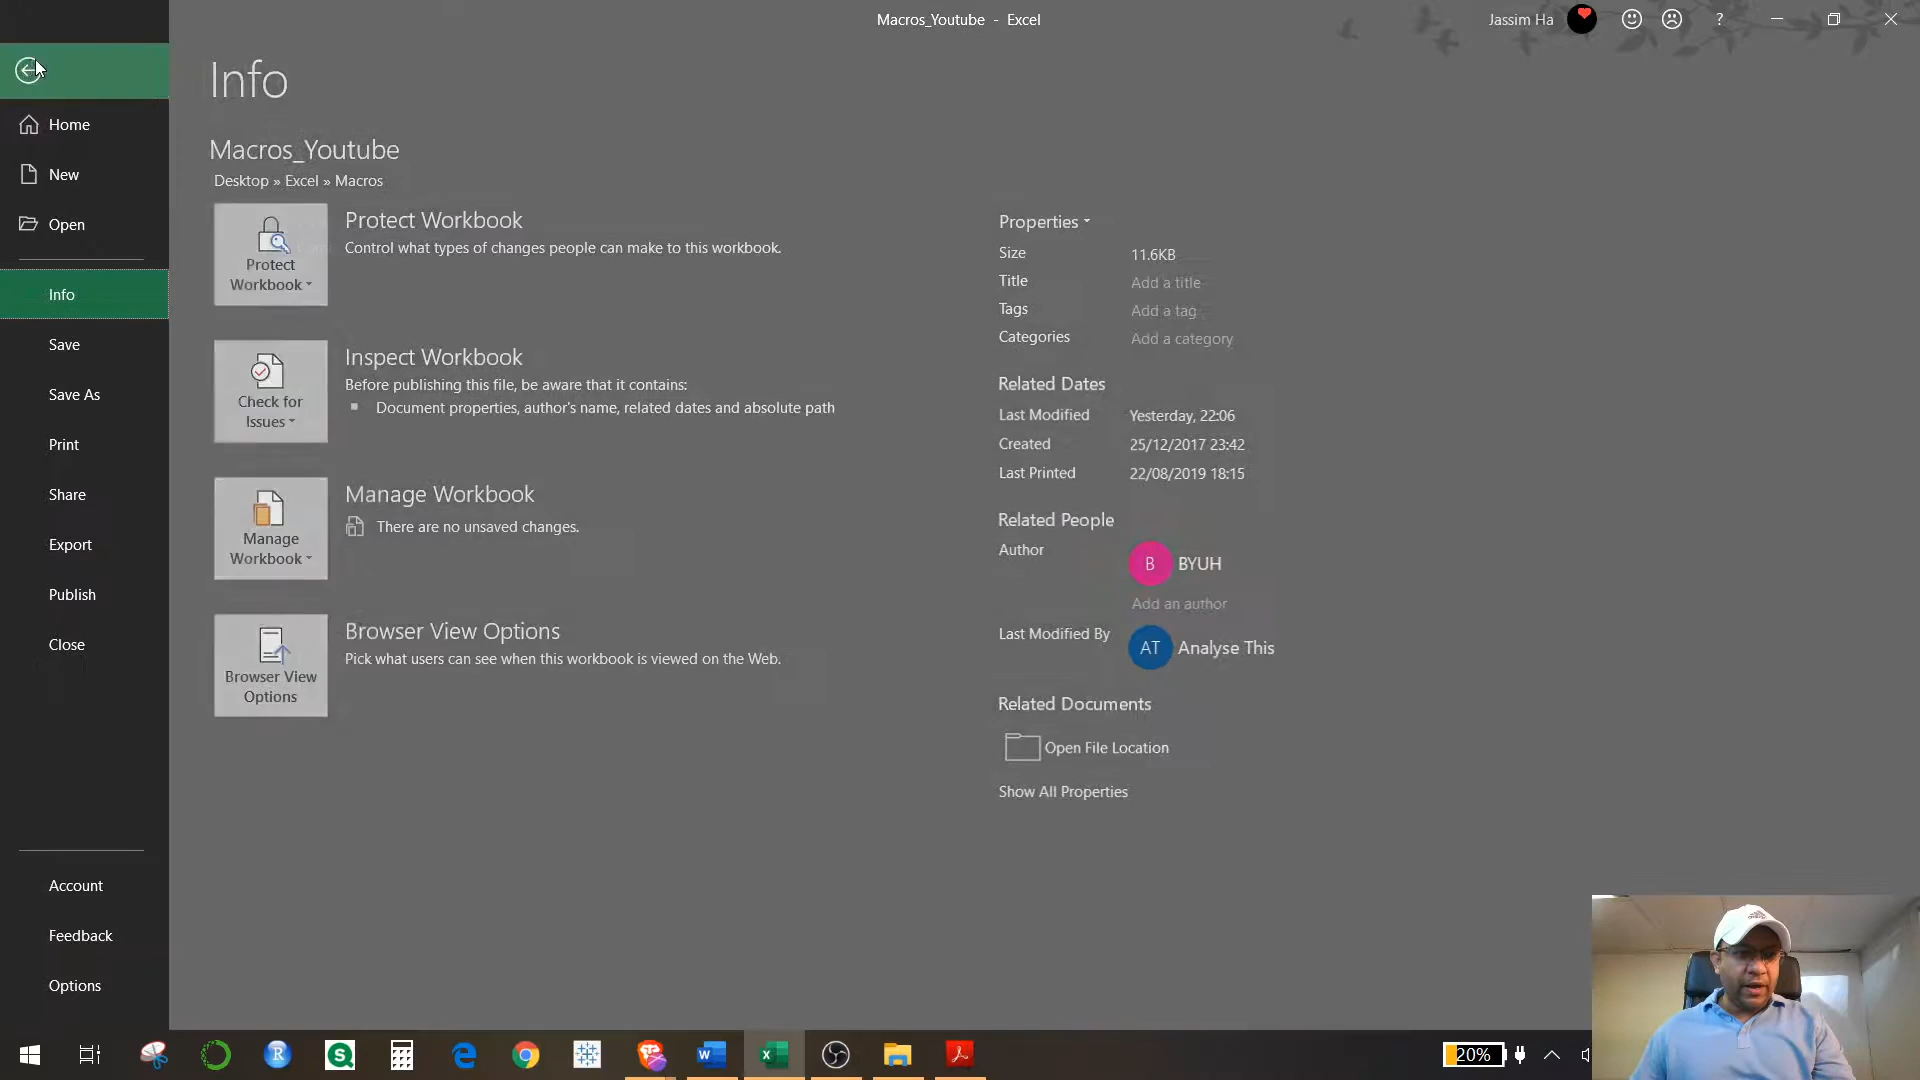 Macros_Youtube - Excel
Jassim Ha
?
Info
Home
New
Open
Info
Save
Save As
Print
Share
Export
Publish
Close
Account
Feedback
Options
Macros_Youtube
Desktop » Excel » Macros
Protect
Workbook
Protect Workbook
Control what types of changes people can make to this workbook.
Check for
Issues
Inspect Workbook
Before publishing this file, be aware that it contains:
Document properties, author's name, related dates and absolute path
Manage
Workbook
Manage Workbook
There are no unsaved changes.
Browser View
Options
Browser View Options
Pick what users can see when this workbook is viewed on the Web.
Properties
Size 11.6KB
Title Add a title
Tags Add a tag
Categories Add a category
Related Dates
Last Modified Yesterday, 22:06
Created 25/12/2017 23:42
Last Printed 22/08/2019 18:15
Related People
Author B BYUH
Add an author
Last Modified By AT Analyse This
Related Documents
Open File Location
Show All Properties
R
S
W
X
20%